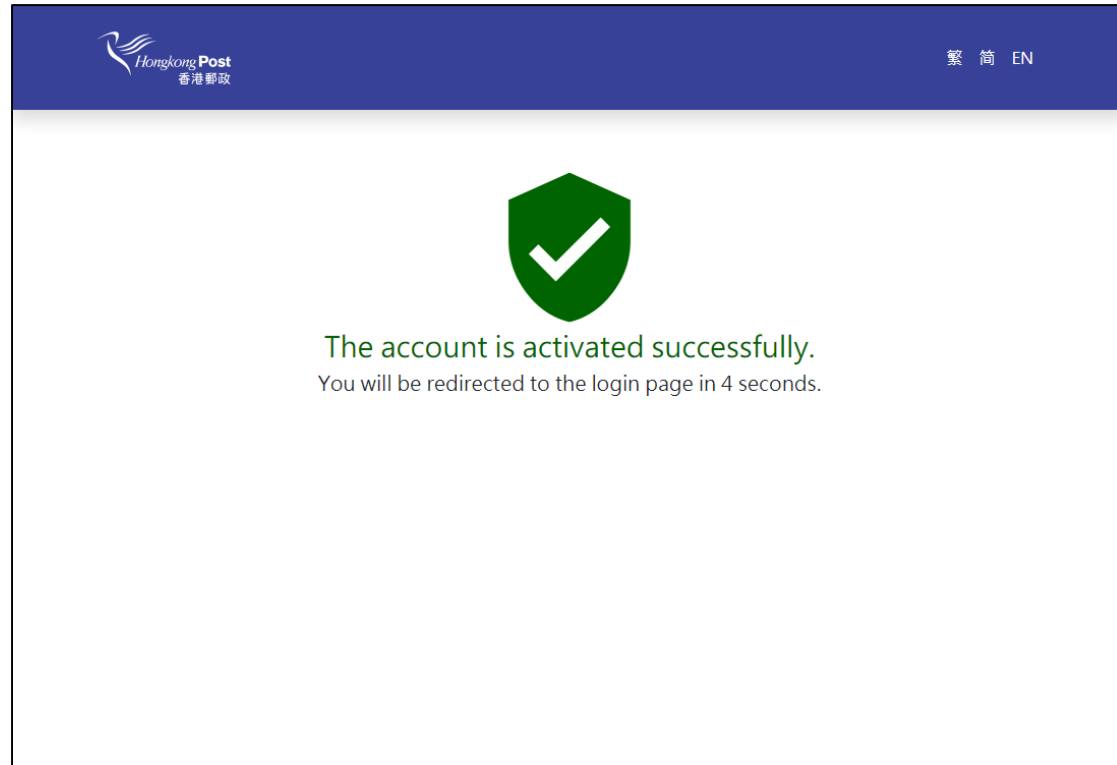 Hongkong Post
香港郵政
繁 简 EN
The account is activated successfully.
You will be redirected to the login page in 4 seconds.